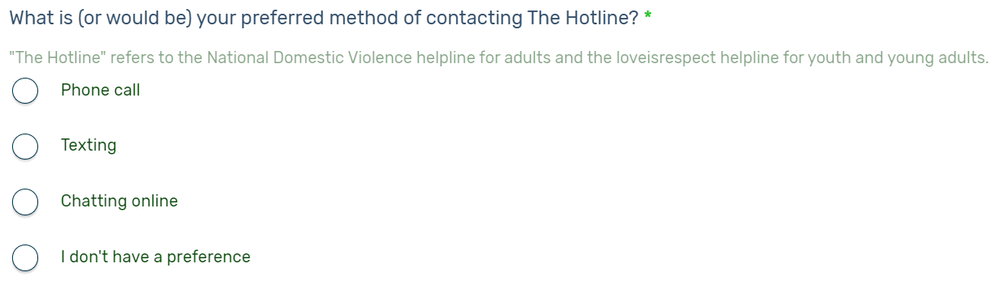 What is (or would be) your preferred method of contacting The Hotline? *
"The Hotline" refers to the National Domestic Violence helpline for adults and the loveisrespect helpline for youth and young adults.
Phone call
Texting
Chatting online
I don't have a preference